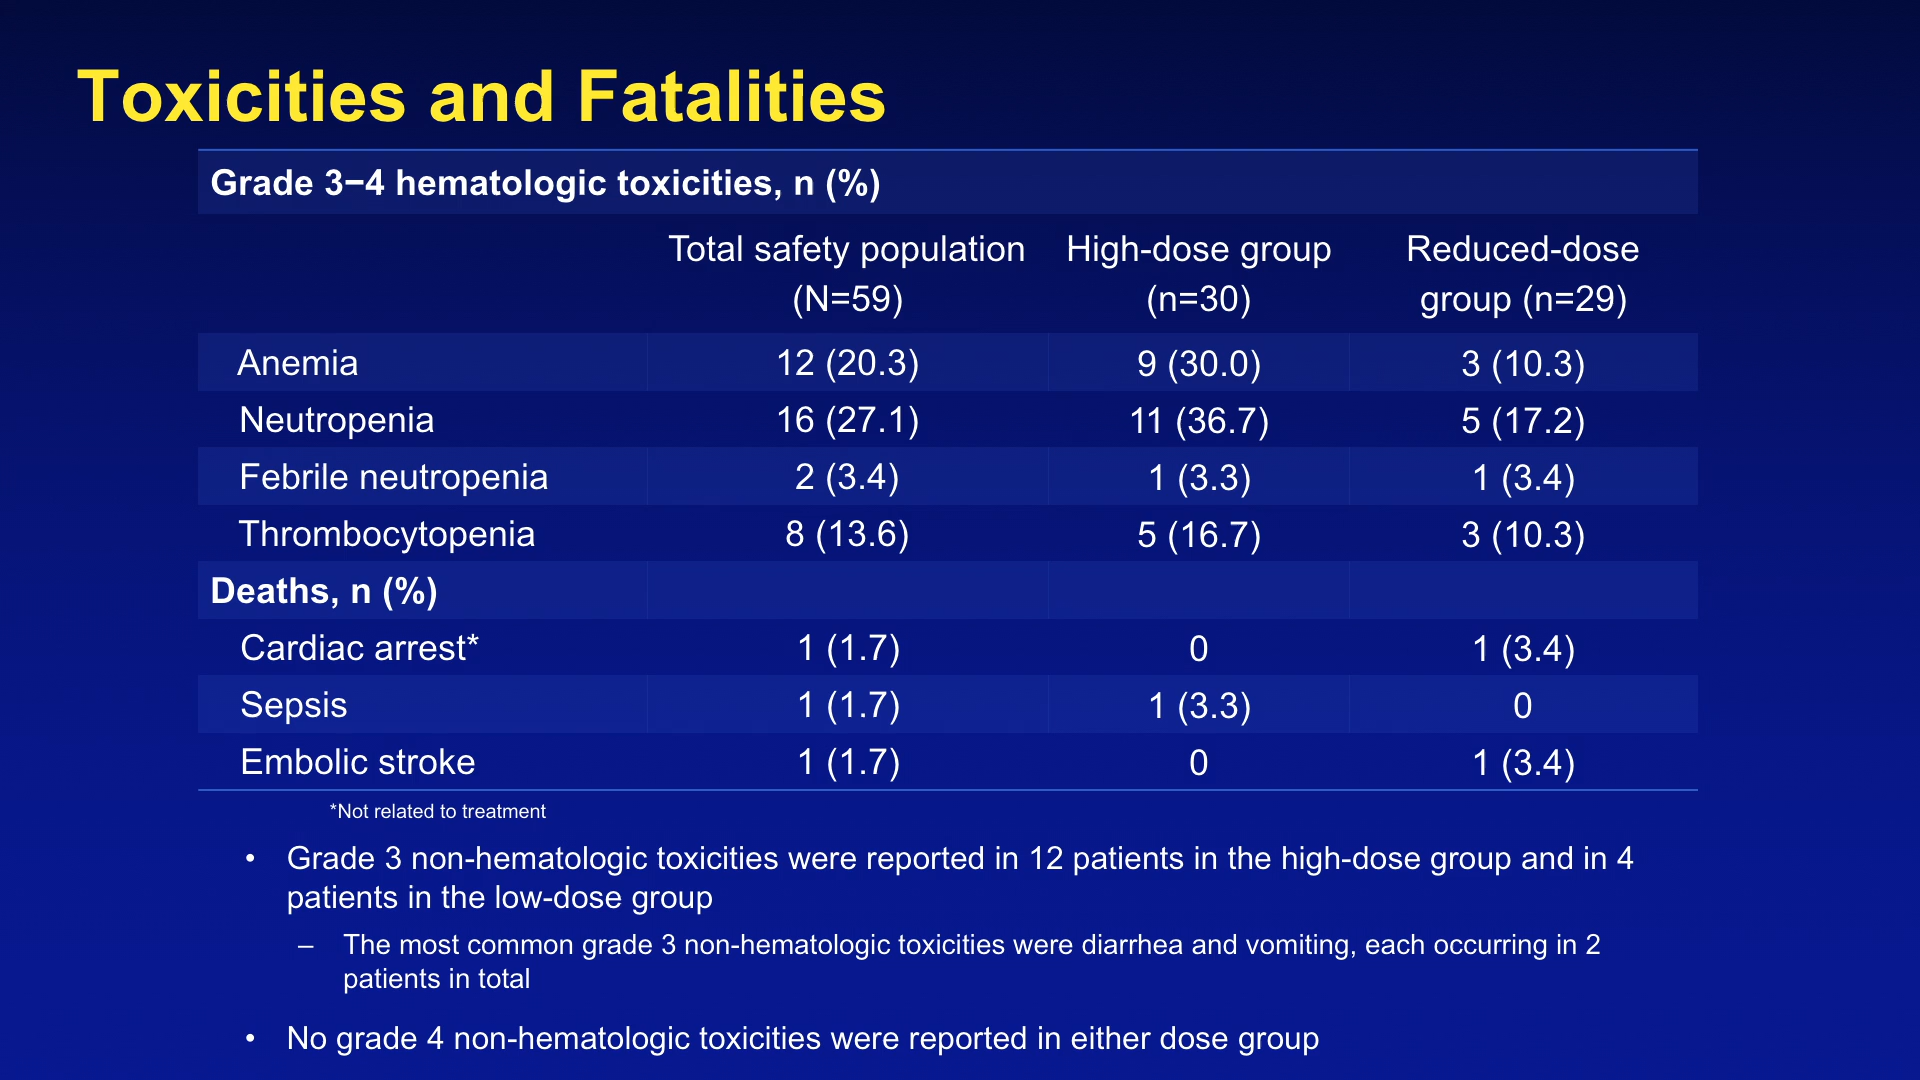 Toxicities and Fatalities
Grade 3−4 hematologic toxicities, n (%)
Total safety population (N=59) High-dose group (n=30) Reduced-dose group (n=29)
Anemia 12 (20.3) 9 (30.0) 3 (10.3)
Neutropenia 16 (27.1) 11 (36.7) 5 (17.2)
Febrile neutropenia 2 (3.4) 1 (3.3) 1 (3.4)
Thrombocytopenia 8 (13.6) 5 (16.7) 3 (10.3)
Deaths, n (%)
Cardiac arrest* 1 (1.7) 0 1 (3.4)
Sepsis 1 (1.7) 1 (3.3) 0
Embolic stroke 1 (1.7) 0 1 (3.4)
*Not related to treatment
• Grade 3 non-hematologic toxicities were reported in 12 patients in the high-dose group and in 4
patients in the low-dose group
– The most common grade 3 non-hematologic toxicities were diarrhea and vomiting, each occurring in 2
patients in total
• No grade 4 non-hematologic toxicities were reported in either dose group